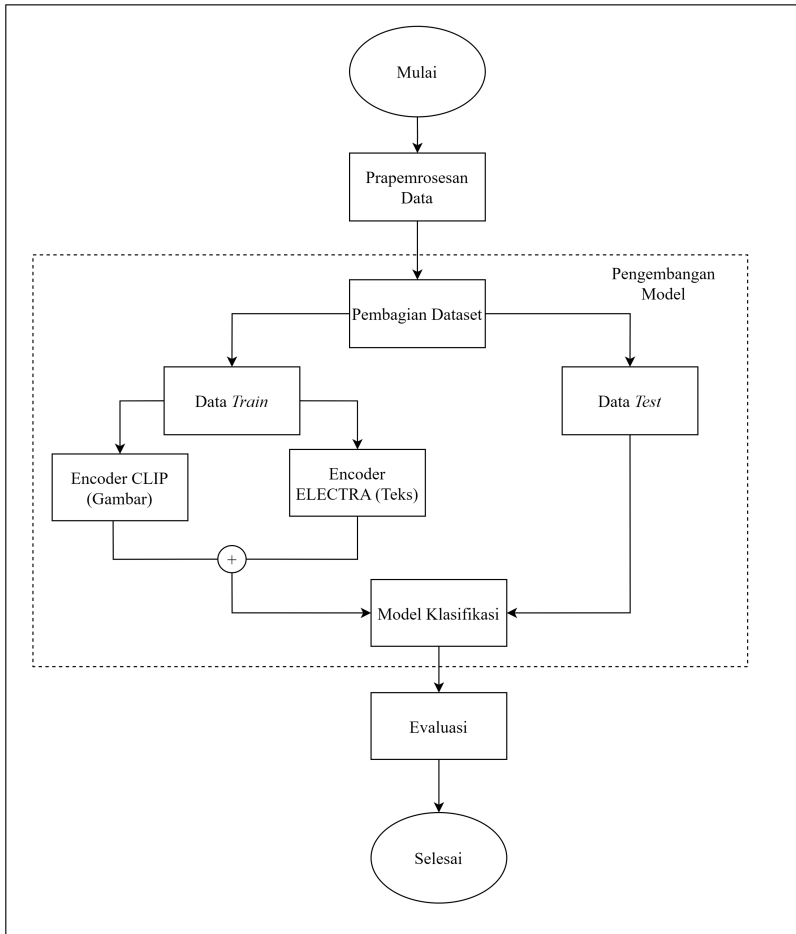 Mulai
Prapemrosesan
Data
Pengembangan
Model
Pembagian Dataset
Data Train
Data Test
Encoder CLIP
(Gambar)
Encoder
ELECTRA (Teks)
+
Model Klasifikasi
Evaluasi
Selesai